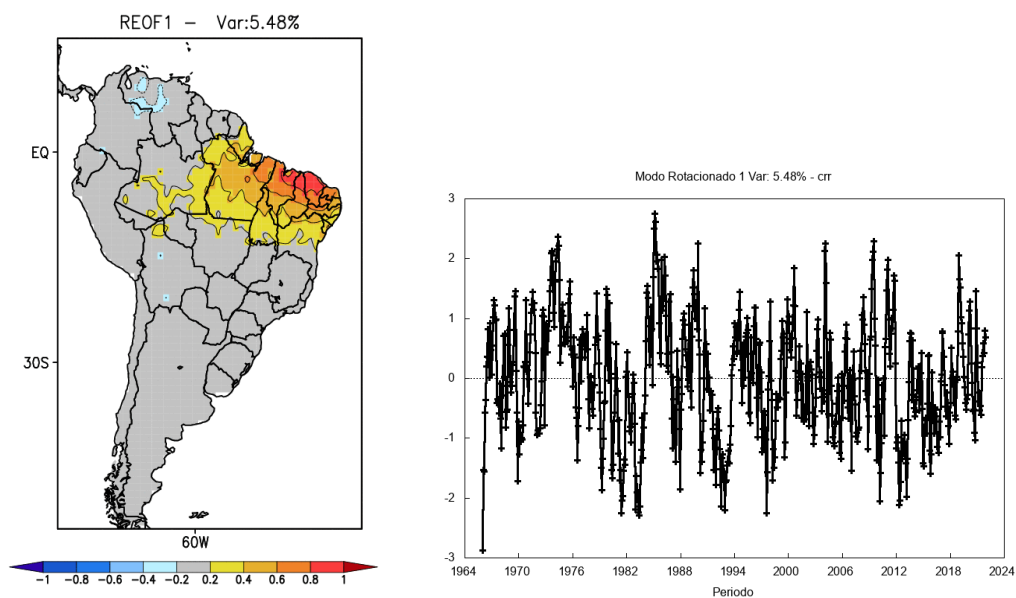 REOF1 – Var:5.48%
EQ
30S
60W
−1 −0.8 −0.6 −0.4 −0.2 0.2 0.4 0.6 0.8 1
Modo Rotacionado 1 Var: 5.48% - crr
3
2
1
0
-1
-2
-3
1964 1970 1976 1982 1988 1994 2000 2006 2012 2018 2024
Periodo